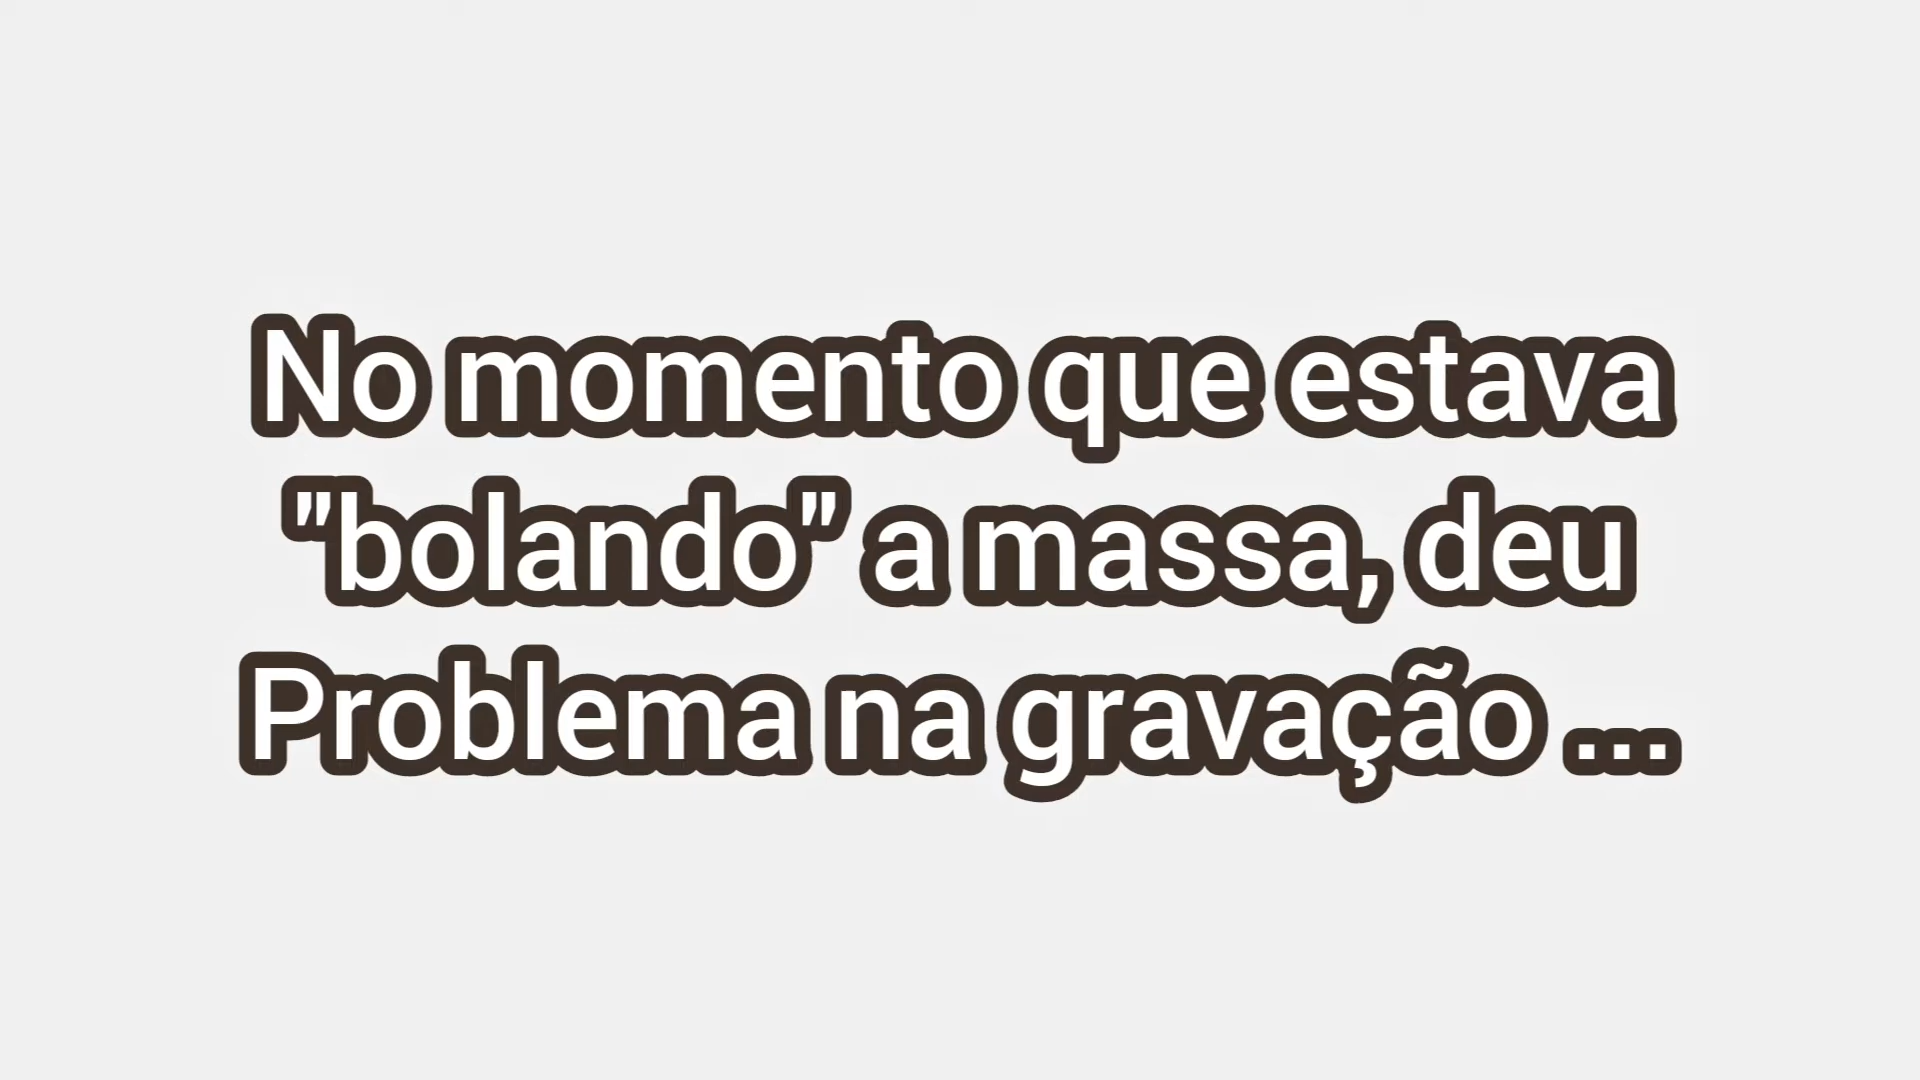 No momento que estava
"bolando" a massa, deu
Problema na gravação ...